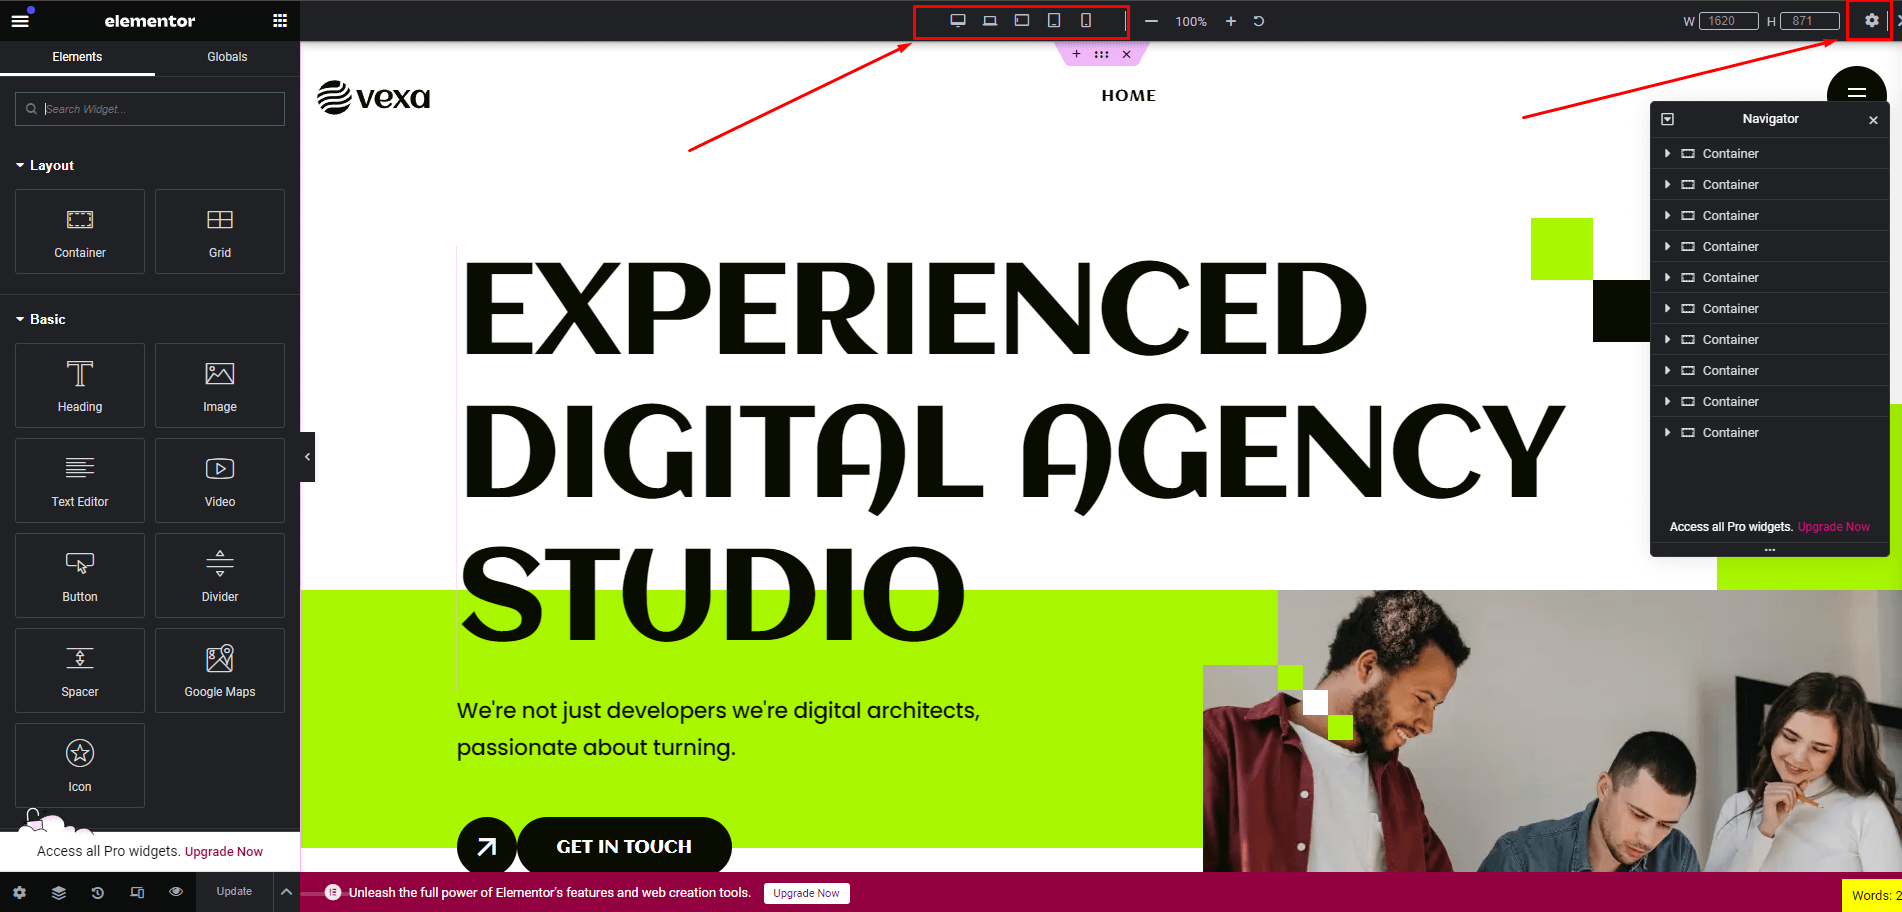 elementor
100%
W 1620 H 871
Elements Globals
Search Widget...
Layout
Container Grid
Basic
Heading Image
Text Editor Video
Button Divider
Spacer Google Maps
Icon
Access all Pro widgets. Upgrade Now
Update
vexa
HOME
EXPERIENCED
DIGITAL AGENCY
STUDIO
We're not just developers we're digital architects,
passionate about turning.
GET IN TOUCH
Navigator
Container
Container
Container
Container
Container
Container
Container
Container
Container
Container
Access all Pro widgets. Upgrade Now
Unleash the full power of Elementor's features and web creation tools. Upgrade Now
Words: 2